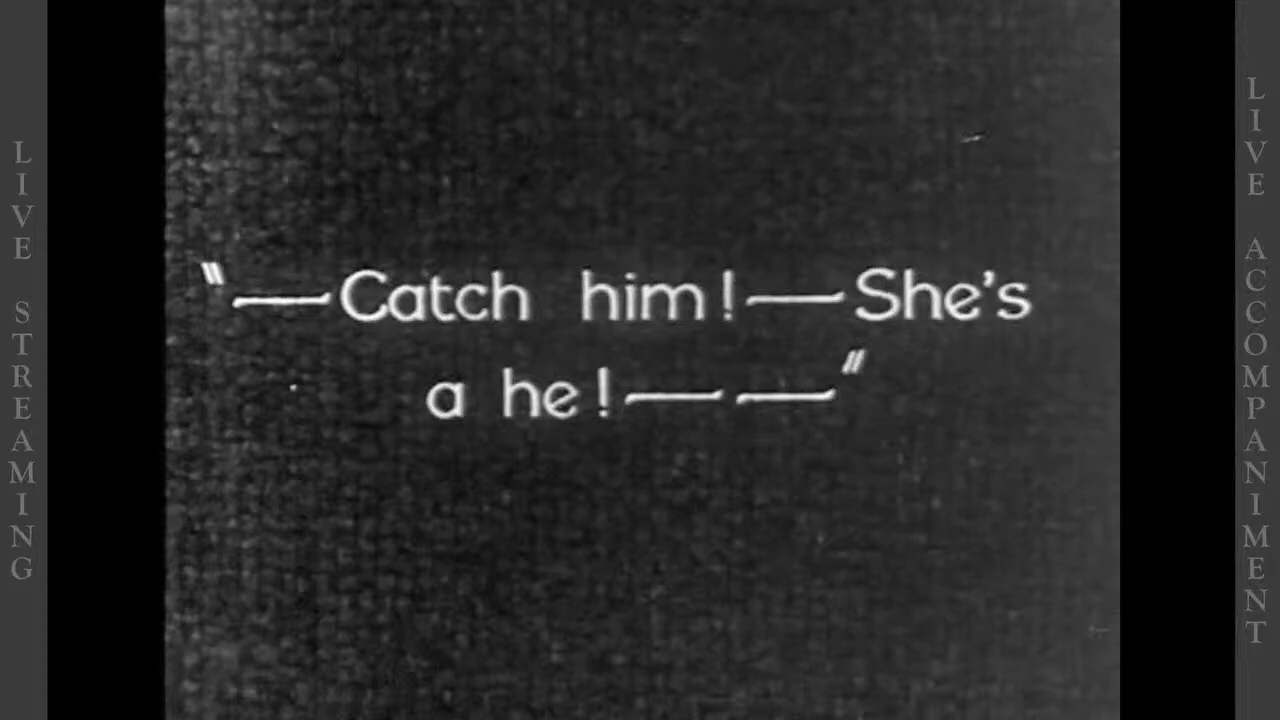 LIVE STREAMING
"—Catch him!—She's
a he!— —"
LIVE ACCOMPANIMENT